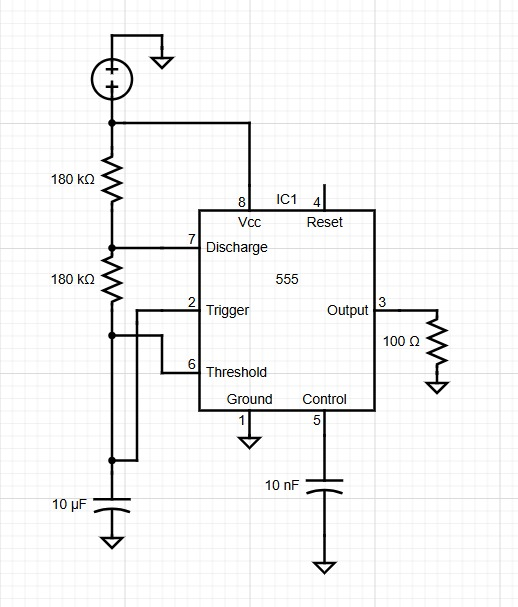 180 kΩ
IC1
8
4
Vcc
Reset
7
Discharge
180 kΩ
555
2
Trigger
Output
3
100 Ω
6
Threshold
Ground
Control
1
5
10 nF
10 µF